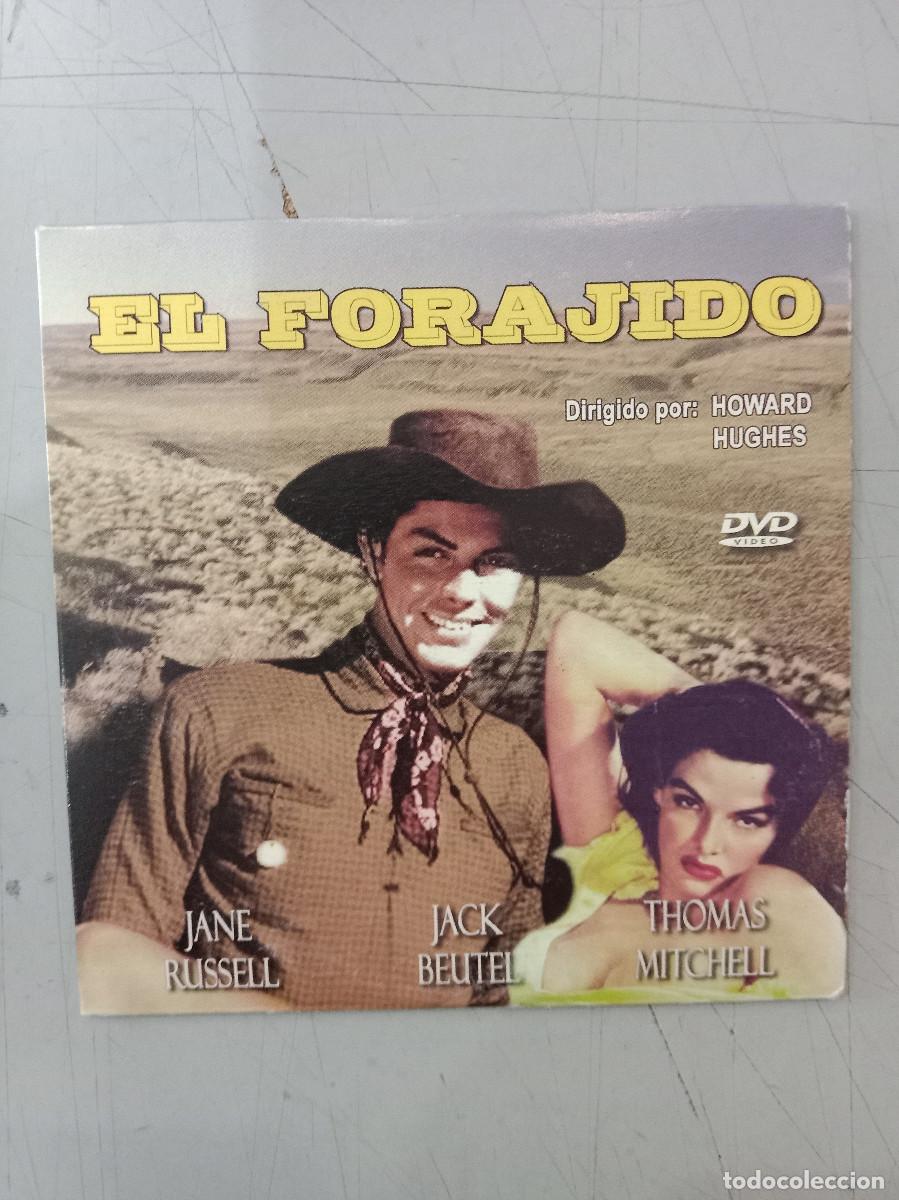 EL FORAJIDO
Dirigido por: HOWARD
HUGHES
DVD
VIDEO
JANE
RUSSELL
JACK
BEUTEL
THOMAS
MITCHELL
todocoleccion